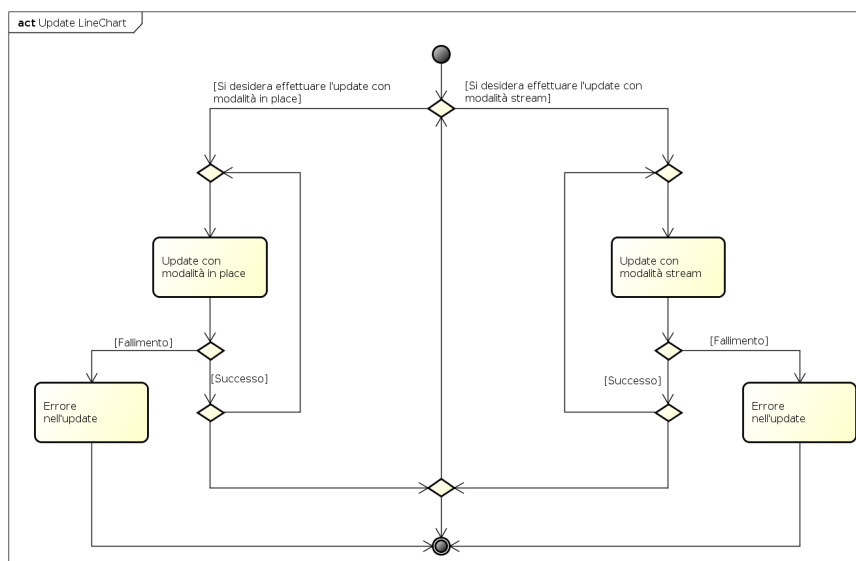 act Update LineChart
[Si desidera effettuare l'update con
modalità in place]
[Si desidera effettuare l'update con
modalità stream]
Update con
modalità in place
Update con
modalità stream
[Fallimento]
[Successo]
[Fallimento]
[Successo]
Errore
nell'update
Errore
nell'update